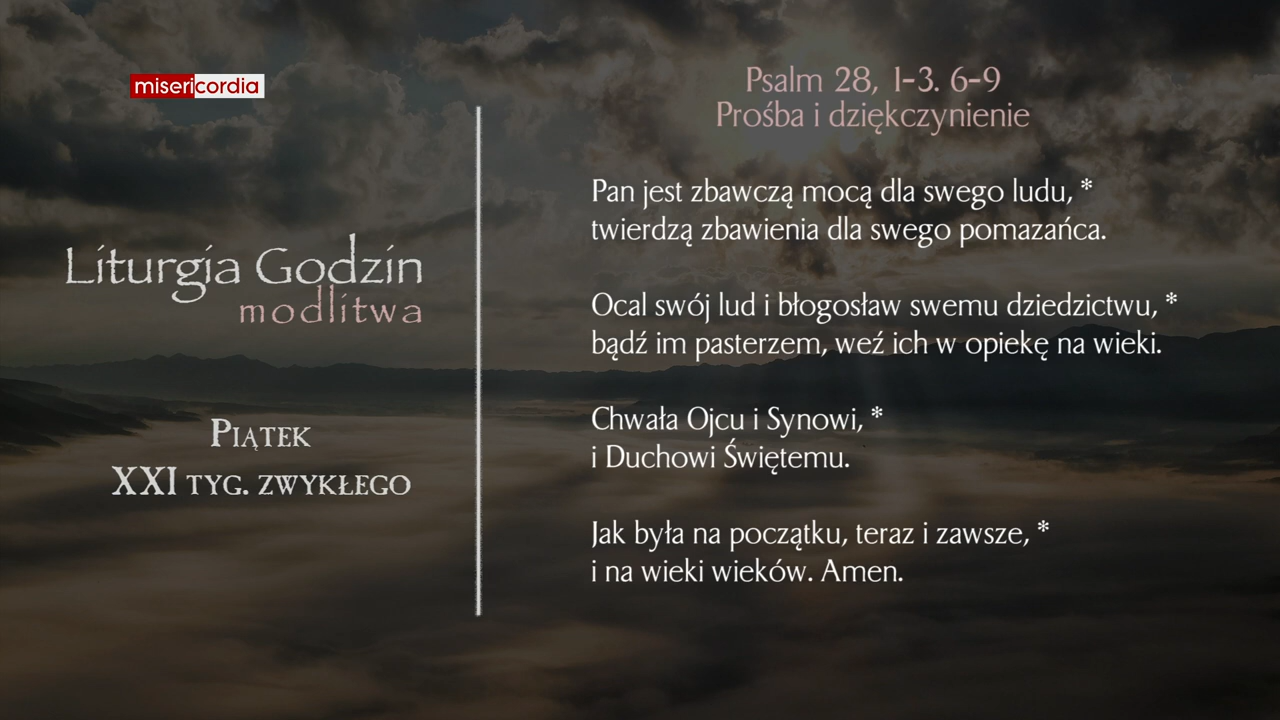 misericordia
Liturgia Godzin
modlitwa
Piątek
XXI tyg. zwykłego
Psalm 28, 1-3. 6-9
Prośba i dziękczynienie
Pan jest zbawczą mocą dla swego ludu, *
twierdzą zbawienia dla swego pomazańca.
Ocal swój lud i błogosław swemu dziedzictwu, *
bądź im pasterzem, weź ich w opiekę na wieki.
Chwała Ojcu i Synowi, *
i Duchowi Świętemu.
Jak była na początku, teraz i zawsze, *
i na wieki wieków. Amen.